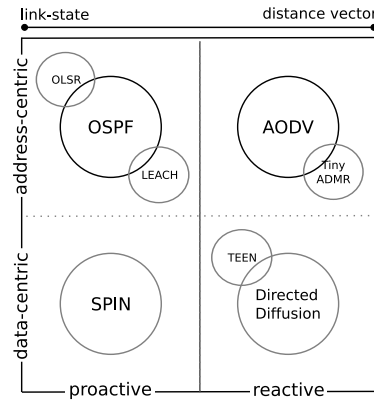 link-state
distance vector
address-centric
OLSR
OSPF
LEACH
AODV
Tiny
ADMR
data-centric
SPIN
TEEN
Directed
Diffusion
proactive
reactive